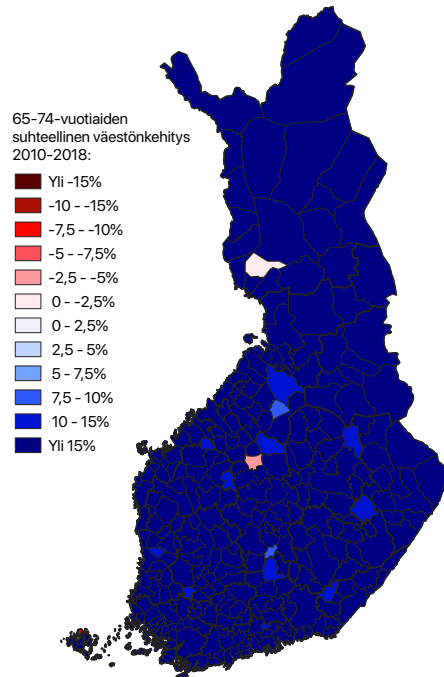 65-74-vuotiaiden
suhteellinen väestönkehitys
2010-2018:
Yli -15%
-10 - -15%
-7,5 - -10%
-5 - -7,5%
-2,5 - -5%
0 - -2,5%
0 - 2,5%
2,5 - 5%
5 - 7,5%
7,5 - 10%
10 - 15%
Yli 15%